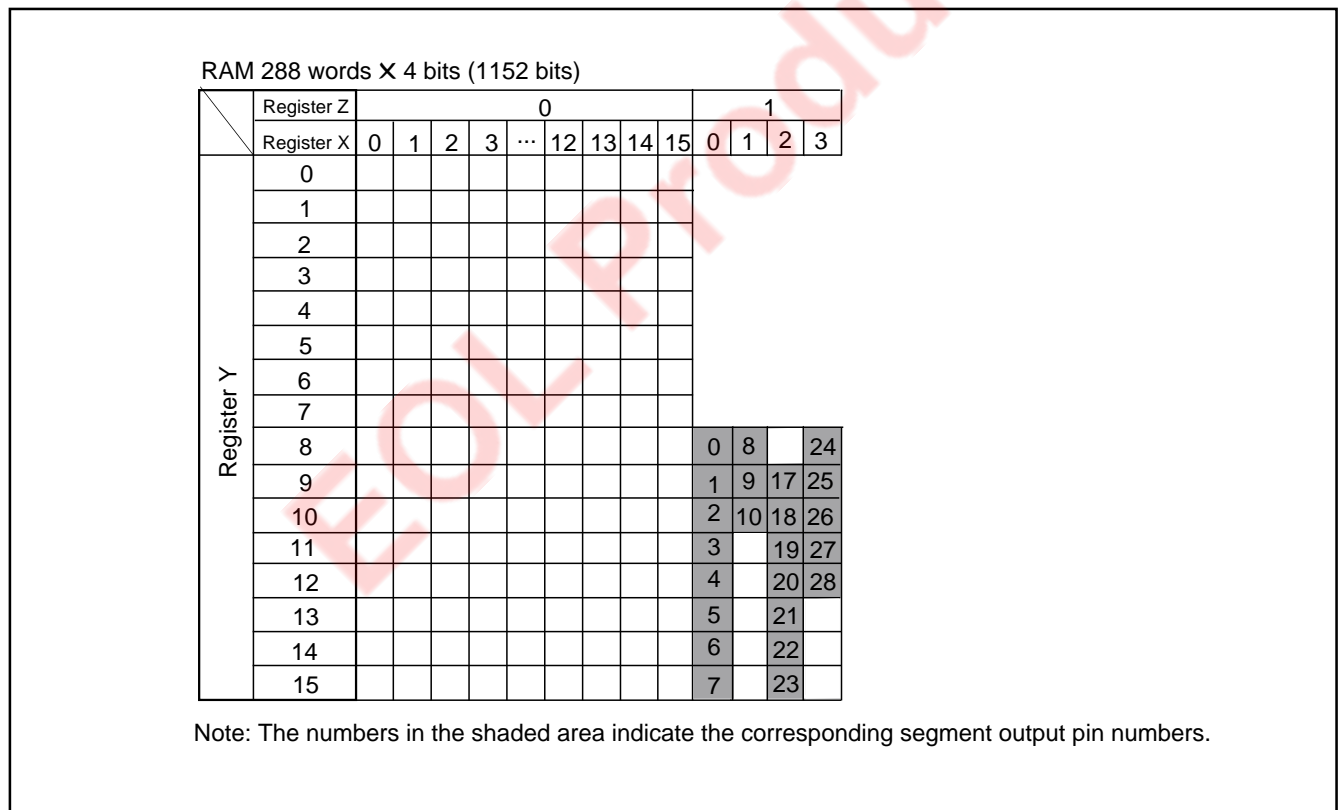 RAM 288 words × 4 bits (1152 bits)
Register Z 0 1
Register X 0 1 2 3 ... 12 13 14 15 0 1 2 3
Register Y
0
1
2
3
4
5
6
7
8 0 8 24
9 1 9 17 25
10 2 10 18 26
11 3 19 27
12 4 20 28
13 5 21
14 6 22
15 7 23
Note: The numbers in the shaded area indicate the corresponding segment output pin numbers.
EOL Produ